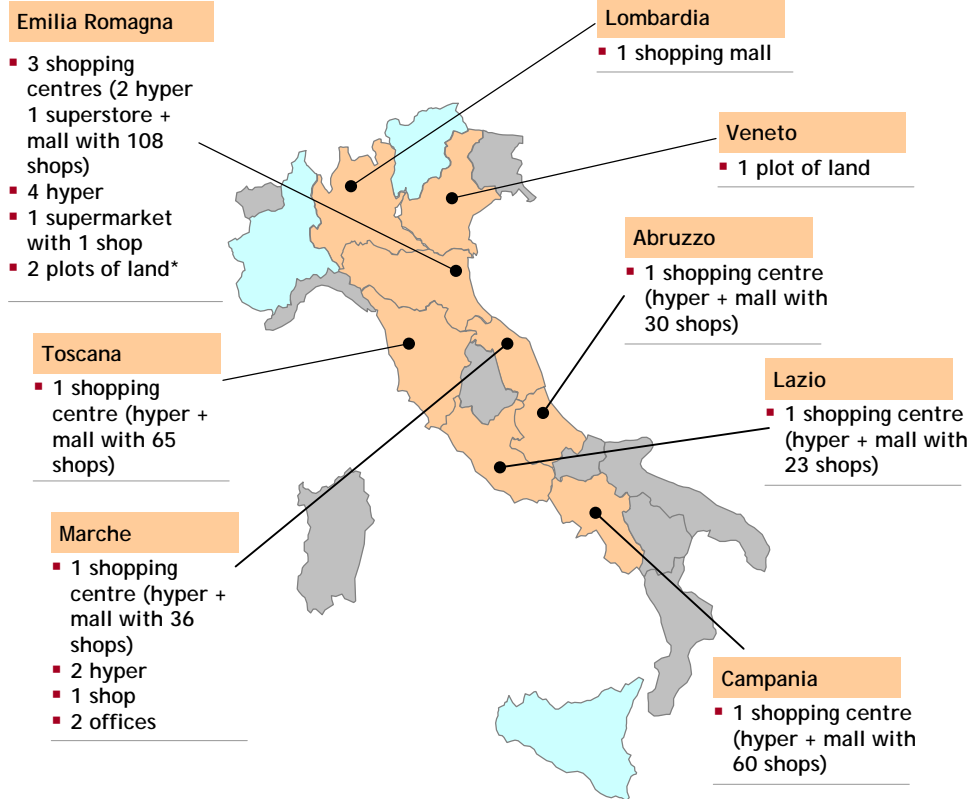 Emilia Romagna
▪ 3 shopping
centres (2 hyper
1 superstore +
mall with 108
shops)
▪ 4 hyper
▪ 1 supermarket
with 1 shop
▪ 2 plots of land*
Lombardia
▪ 1 shopping mall
Veneto
▪ 1 plot of land
Abruzzo
▪ 1 shopping centre
(hyper + mall with
30 shops)
Toscana
▪ 1 shopping
centre (hyper +
mall with 65
shops)
Lazio
▪ 1 shopping centre
(hyper + mall with
23 shops)
Marche
▪ 1 shopping
centre (hyper +
mall with 36
shops)
▪ 2 hyper
▪ 1 shop
▪ 2 offices
Campania
▪ 1 shopping centre
(hyper + mall with
60 shops)